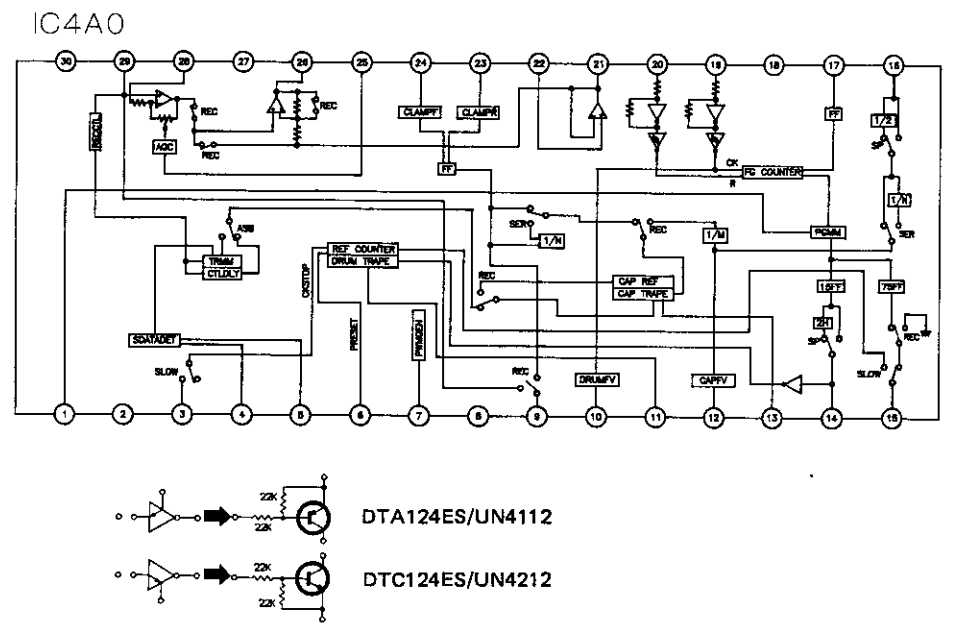 IC4A0
30 29 28 27 26 25 24 23 22 21 20 19 18 17 16
REC REC CLAMPF CLAMPR 1/2 FF
RECCTL AGC REC SP
FF CK FG COUNTER
R
1/N
ASB SER REC 1/M PGMM SER
1/N
REF COUNTER
TRMM DRUM TRAPE
CTLDLY CKSTOP REC CAP REF 15FF 75FF
CAP TRAPE
2H
SDATADET PRESET PWMGEN SP REC
SLOW REC DRUMFV CAPFV SLOW
1 2 3 4 5 6 7 8 9 10 11 12 13 14 15
22K
22K DTA124ES/UN4112
22K DTC124ES/UN4212
22K